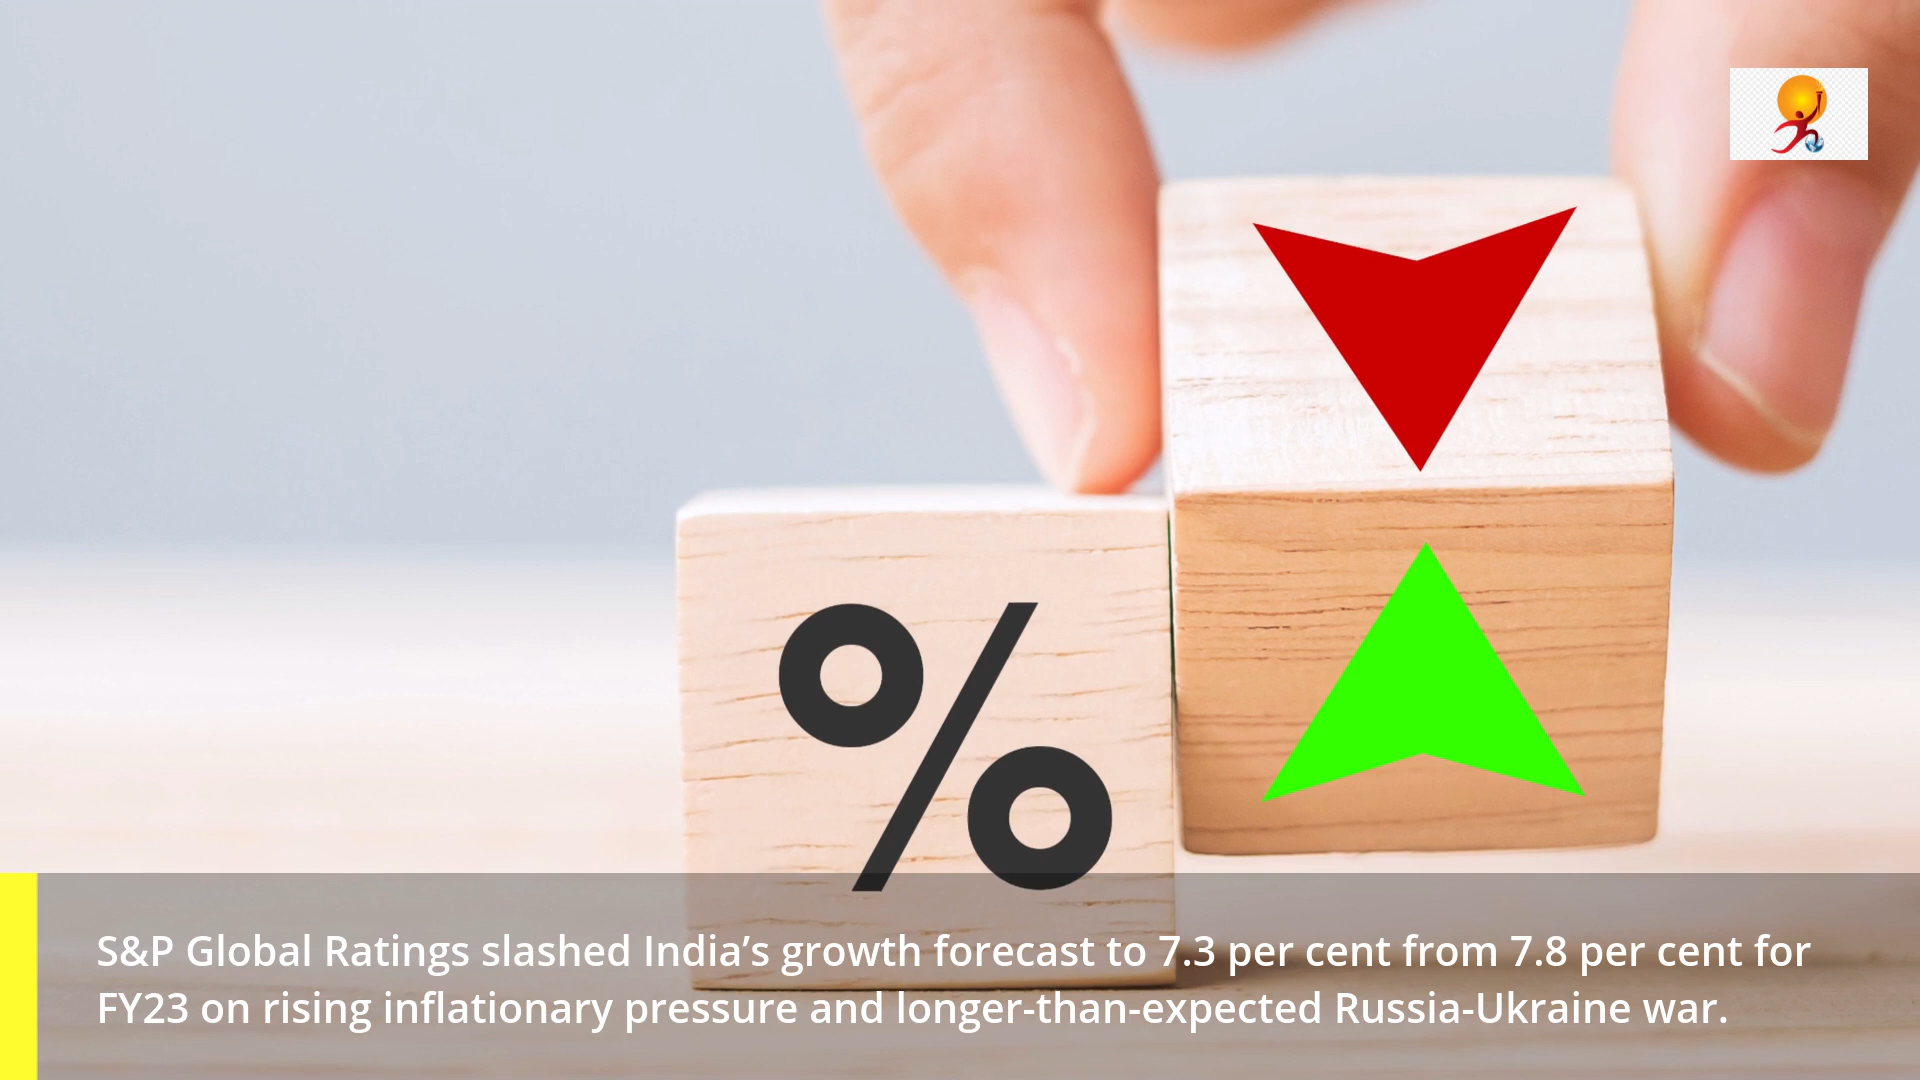 %
S&P Global Ratings slashed India’s growth forecast to 7.3 per cent from 7.8 per cent for
FY23 on rising inflationary pressure and longer-than-expected Russia-Ukraine war.